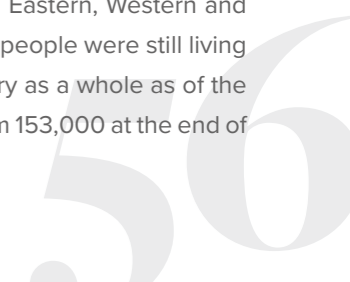 Eastern, Western and
people were still living
as a whole as of the
153,000 at the end of
56